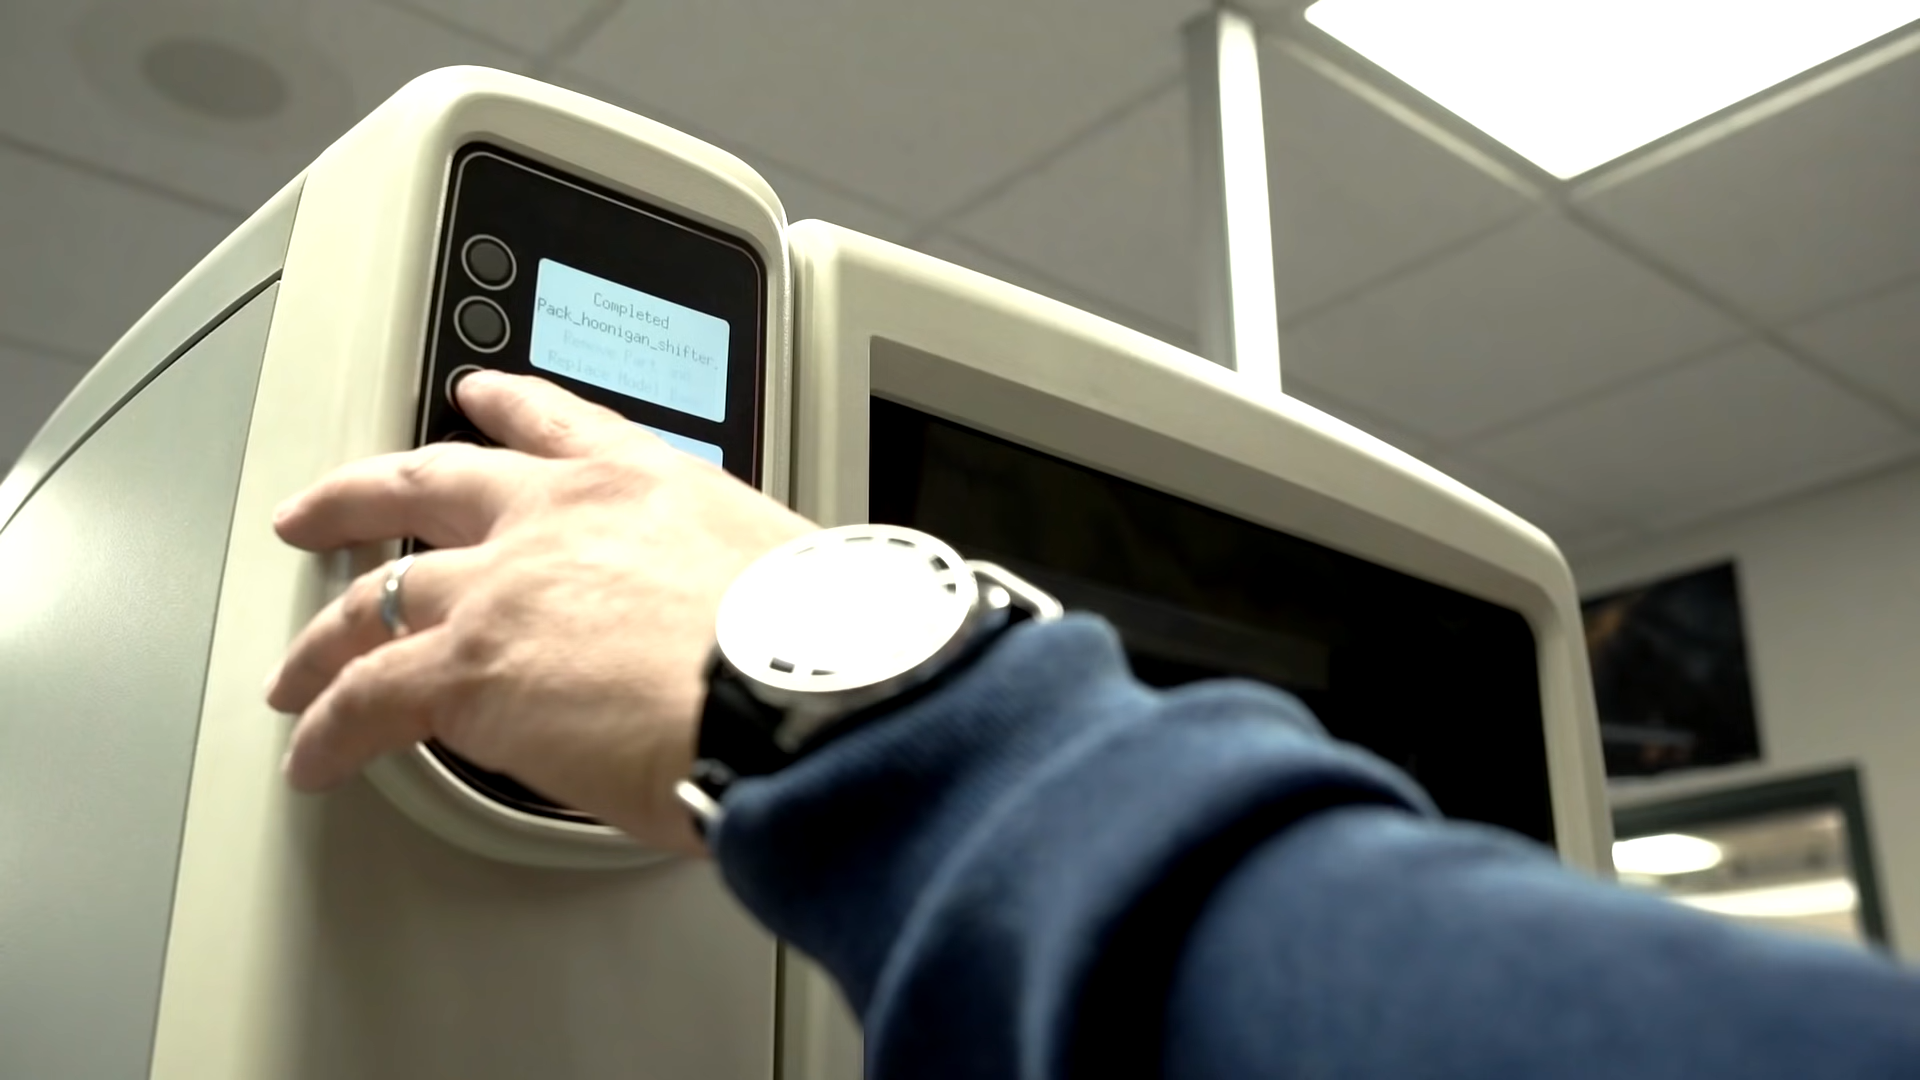 Completed
Pack_hoonigan_shifter.
Remove Part and
Replace Model